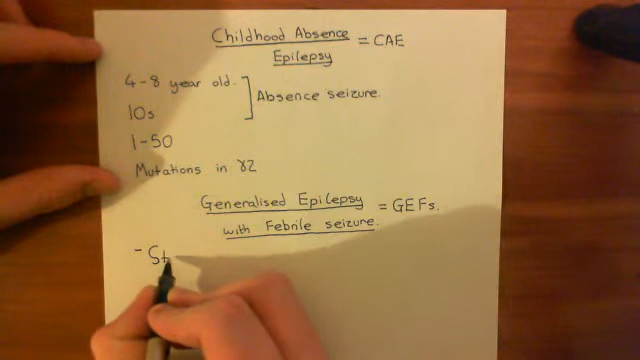 Childhood Absence = CAE
Epilepsy
4-8 year old.
Absence seizure.
10s
1-50
Mutations in γ2
Generalised Epilepsy = GEFs.
with Febrile seizure.
- St